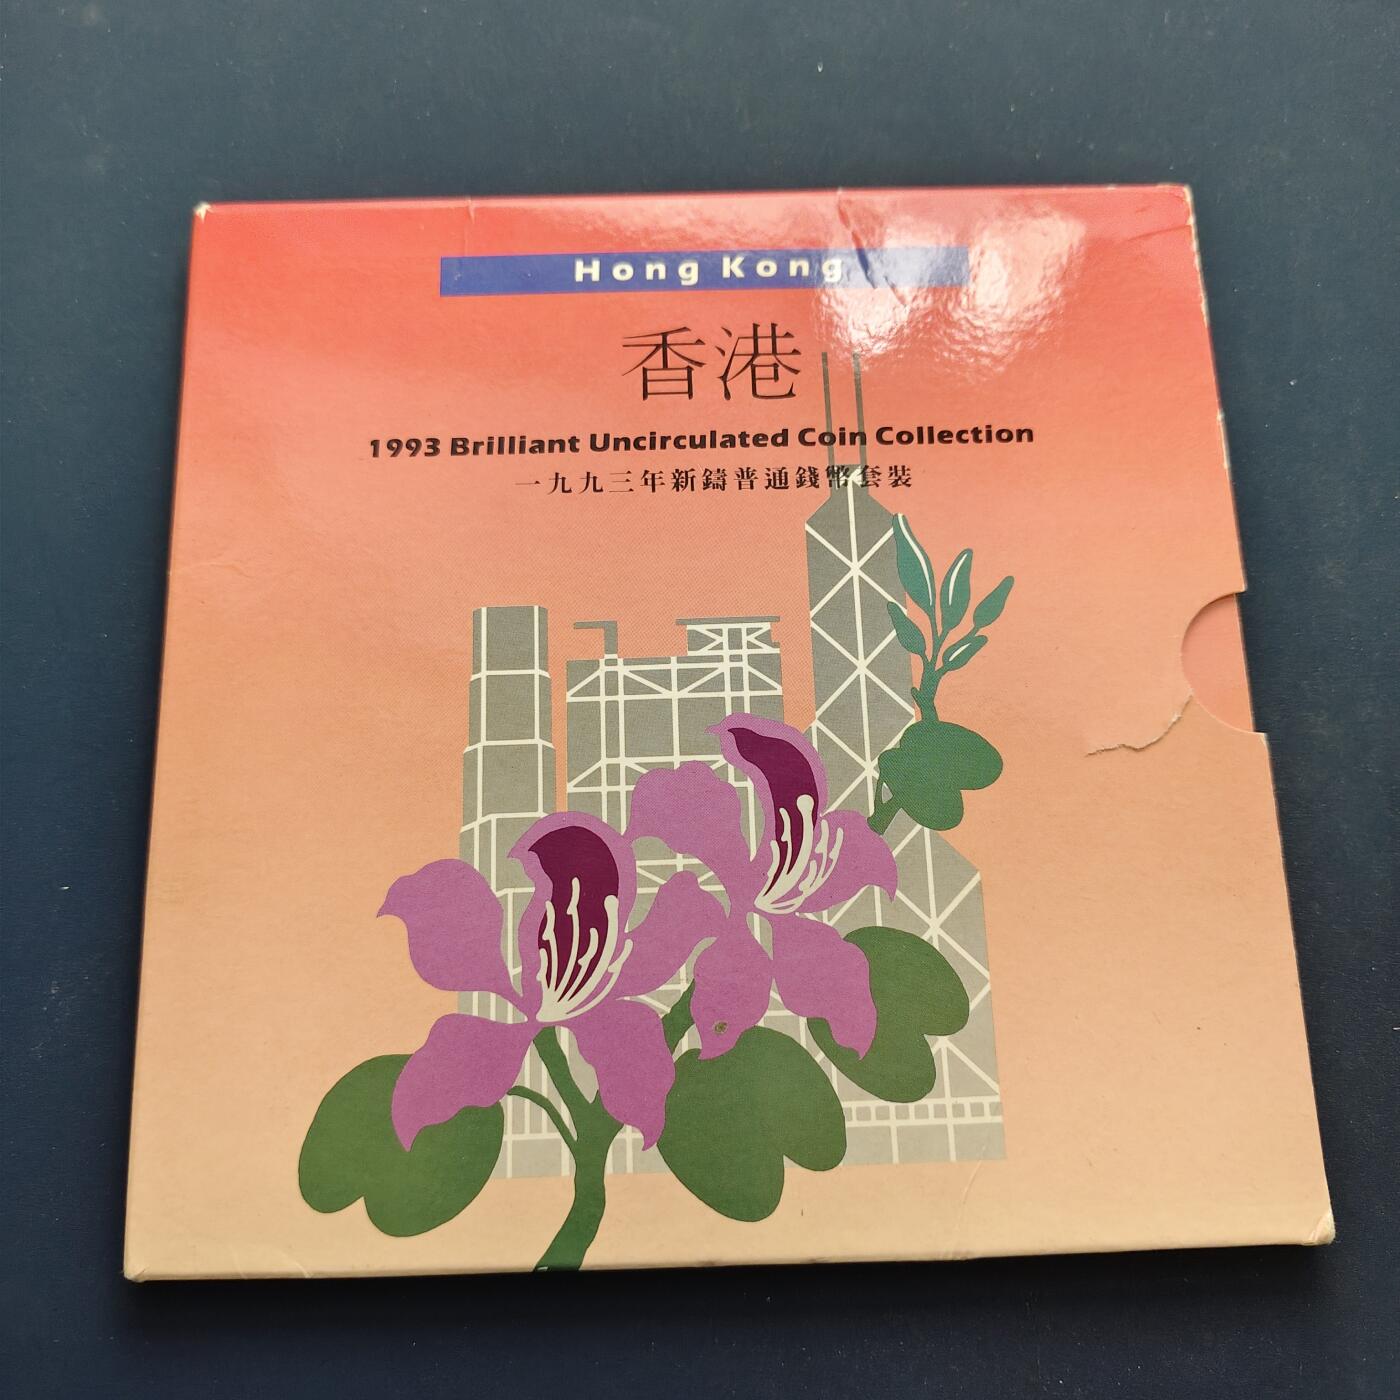 Hong Kong
香港
1993 Brilliant Uncirculated Coin Collection
一九九三年新鑄普通錢幣套裝